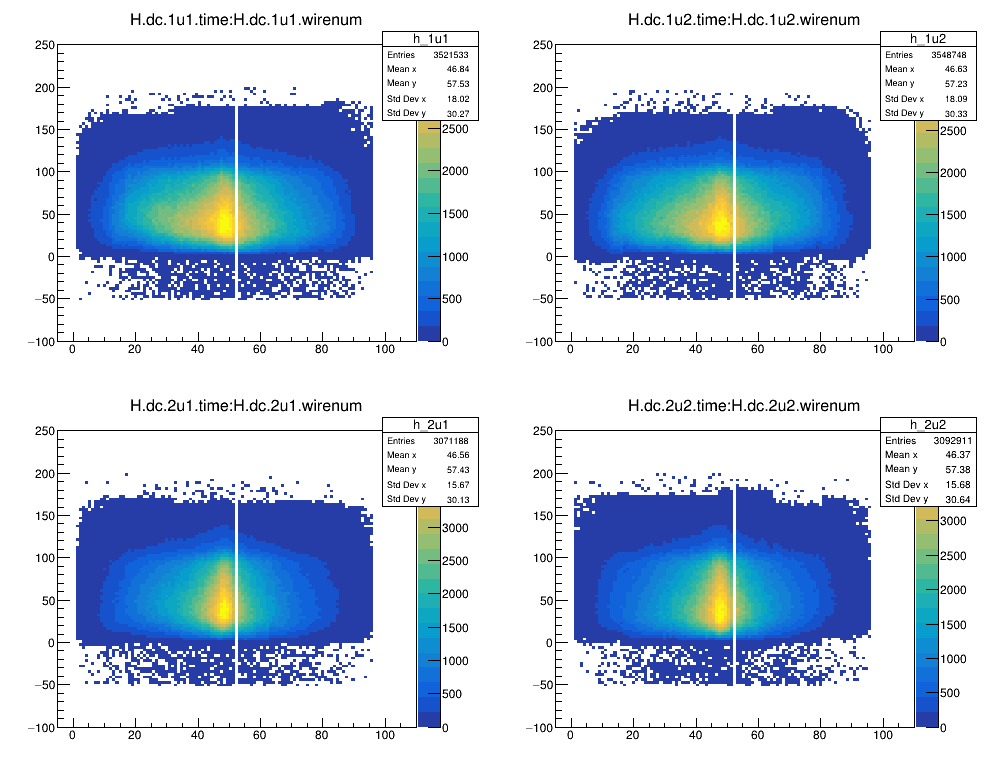 H.dc.1u1.time:H.dc.1u1.wirenum
h_1u1
Entries 3521533
Mean x 46.84
Mean y 57.53
Std Dev x 18.02
Std Dev y 30.27
250
200
150
100
50
0
−50
−100
0 20 40 60 80 100
2500
2000
1500
1000
500
0
H.dc.1u2.time:H.dc.1u2.wirenum
h_1u2
Entries 3548748
Mean x 46.63
Mean y 57.23
Std Dev x 18.09
Std Dev y 30.33
250
200
150
100
50
0
−50
−100
0 20 40 60 80 100
2500
2000
1500
1000
500
0
H.dc.2u1.time:H.dc.2u1.wirenum
h_2u1
Entries 3071188
Mean x 46.56
Mean y 57.43
Std Dev x 15.67
Std Dev y 30.13
250
200
150
100
50
0
−50
−100
0 20 40 60 80 100
3000
2500
2000
1500
1000
500
0
H.dc.2u2.time:H.dc.2u2.wirenum
h_2u2
Entries 3092911
Mean x 46.37
Mean y 57.38
Std Dev x 15.68
Std Dev y 30.64
250
200
150
100
50
0
−50
−100
0 20 40 60 80 100
3000
2500
2000
1500
1000
500
0